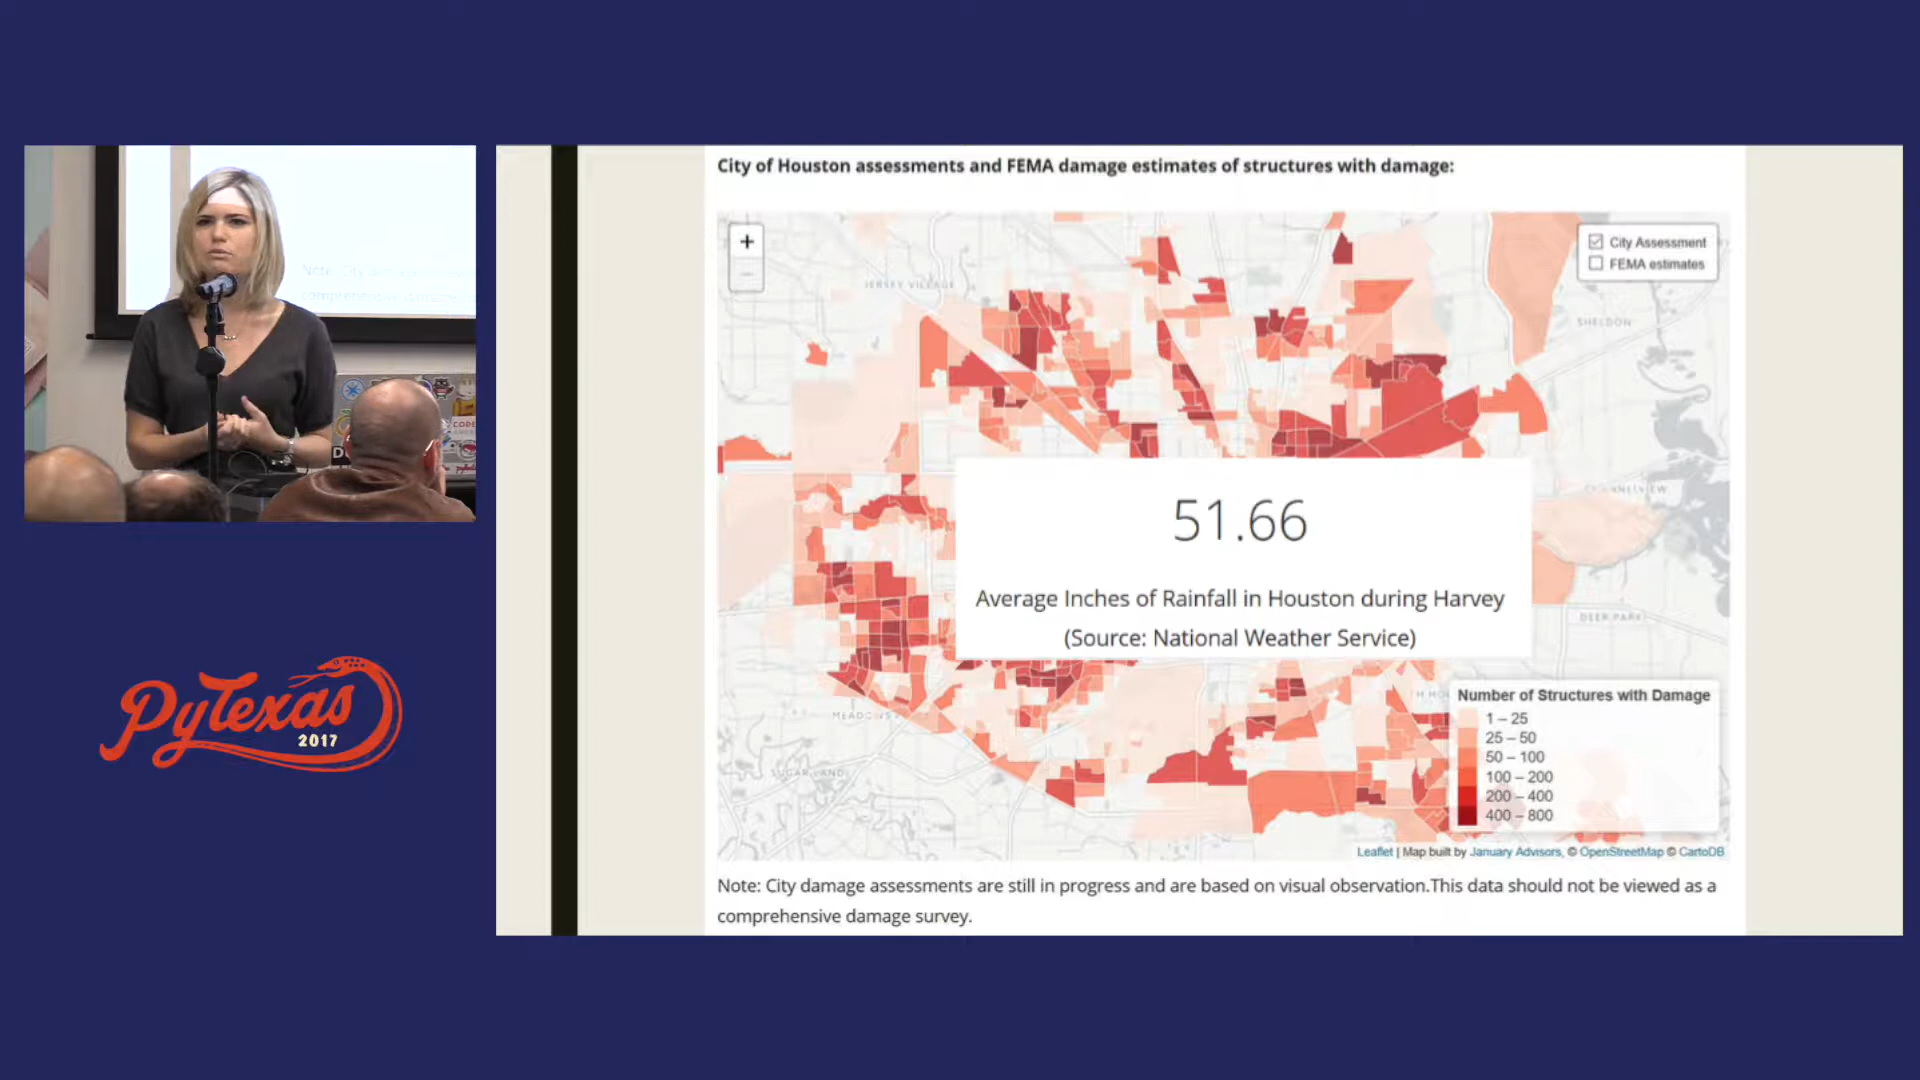 City of Houston assessments and FEMA damage estimates of structures with damage:
+
−
City Assessment
FEMA estimates
JERSEY VILLAGE
SHELDON
51.66
Average Inches of Rainfall in Houston during Harvey
(Source: National Weather Service)
DEER PARK
MEADOWS
SUGAR LAND
Number of Structures with Damage
1 – 25
25 – 50
50 – 100
100 – 200
200 – 400
400 – 800
Leaflet | Map built by January Advisors, © OpenStreetMap © CartoDB
Note: City damage assessments are still in progress and are based on visual observation.This data should not be viewed as a
comprehensive damage survey.
Note: City
comprehensive damage
PyTexas
2017